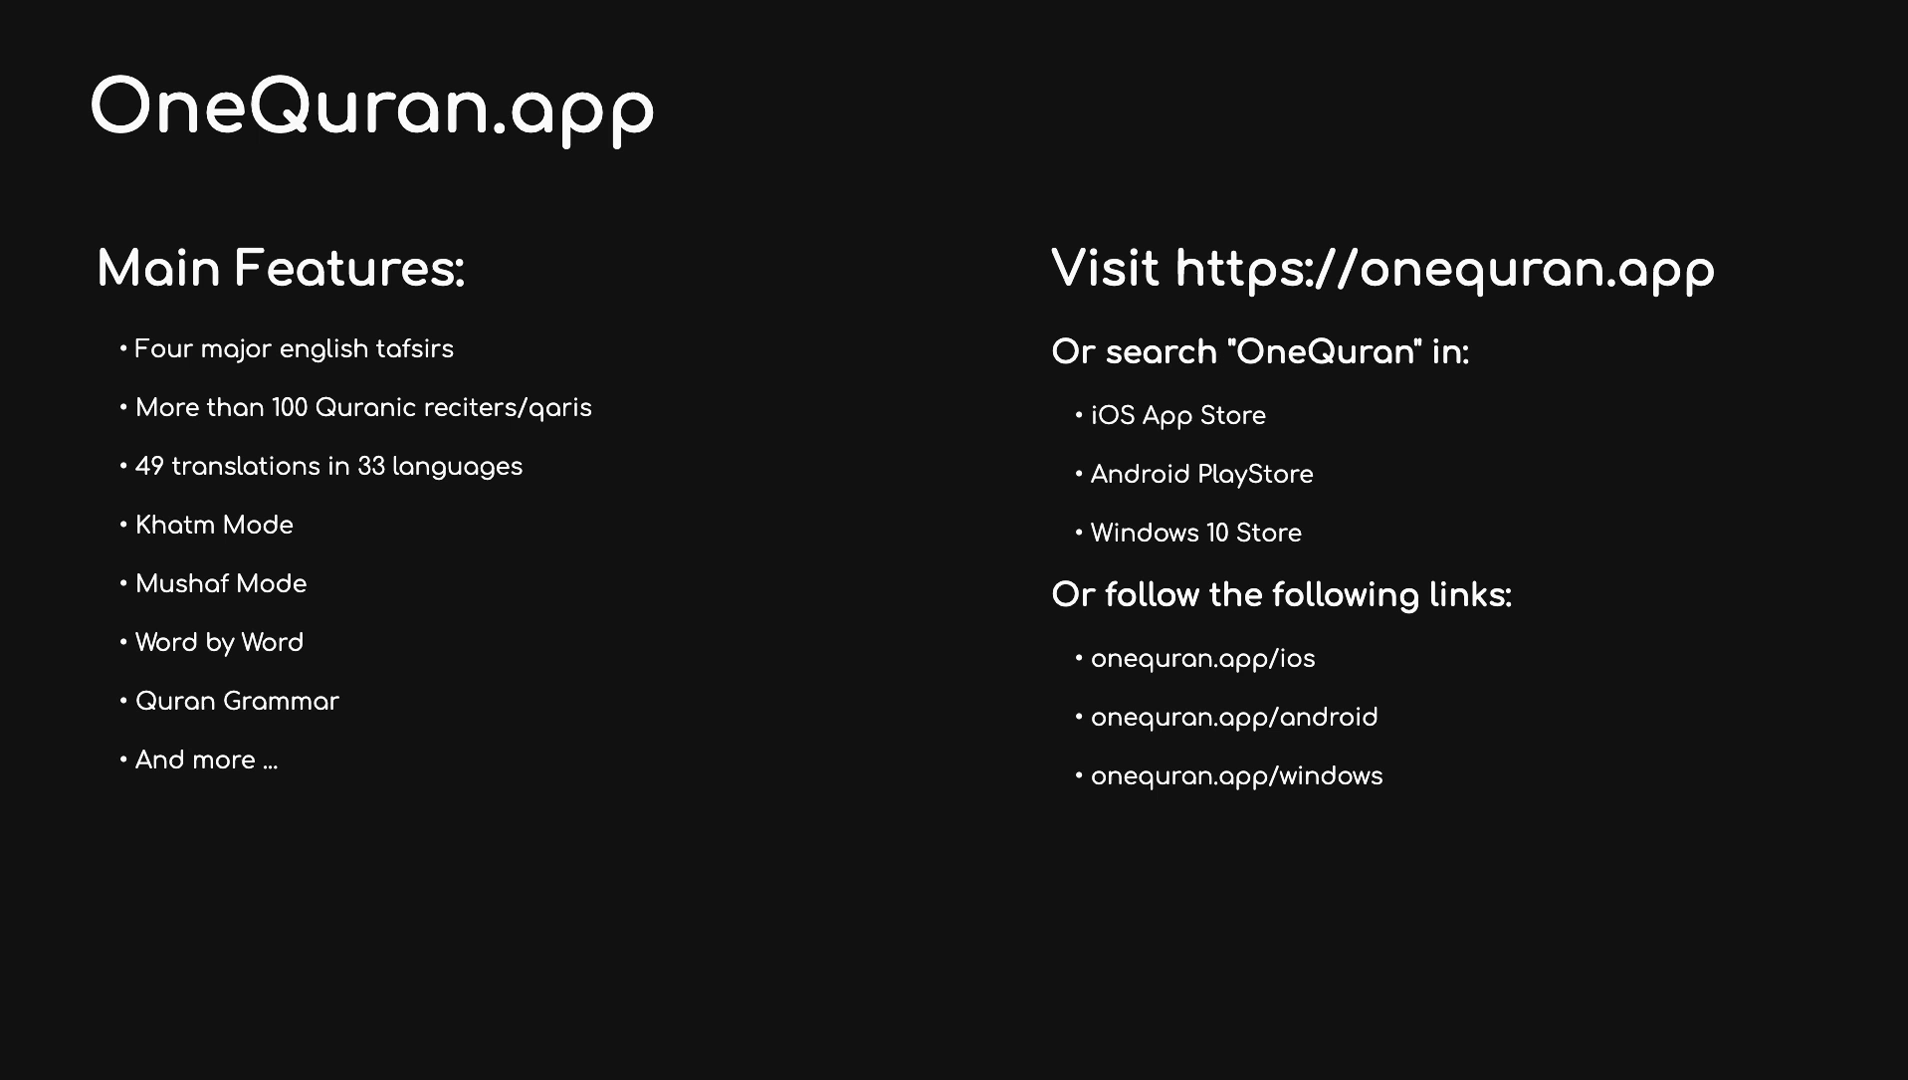 OneQuran.app
Main Features:
• Four major english tafsirs
• More than 100 Quranic reciters/qaris
• 49 translations in 33 languages
• Khatm Mode
• Mushaf Mode
• Word by Word
• Quran Grammar
• And more ...
Visit https://onequran.app
Or search "OneQuran" in:
• iOS App Store
• Android PlayStore
• Windows 10 Store
Or follow the following links:
• onequran.app/ios
• onequran.app/android
• onequran.app/windows